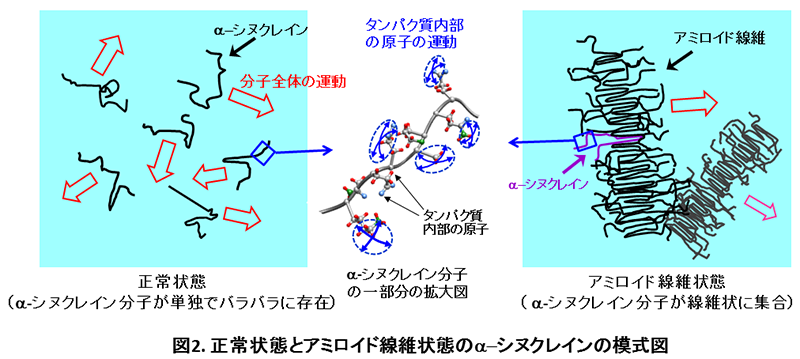 α-シヌクレイン
分子全体の運動
正常状態
(α-シヌクレイン分子が単独でバラバラに存在)
タンパク質内部
の原子の運動
タンパク質
内部の原子
α-シヌクレイン分子
の一部分の拡大図
アミロイド線維
α-シヌクレイン
アミロイド線維状態
(α-シヌクレイン分子が線維状に集合)
図2. 正常状態とアミロイド線維状態のα-シヌクレインの模式図